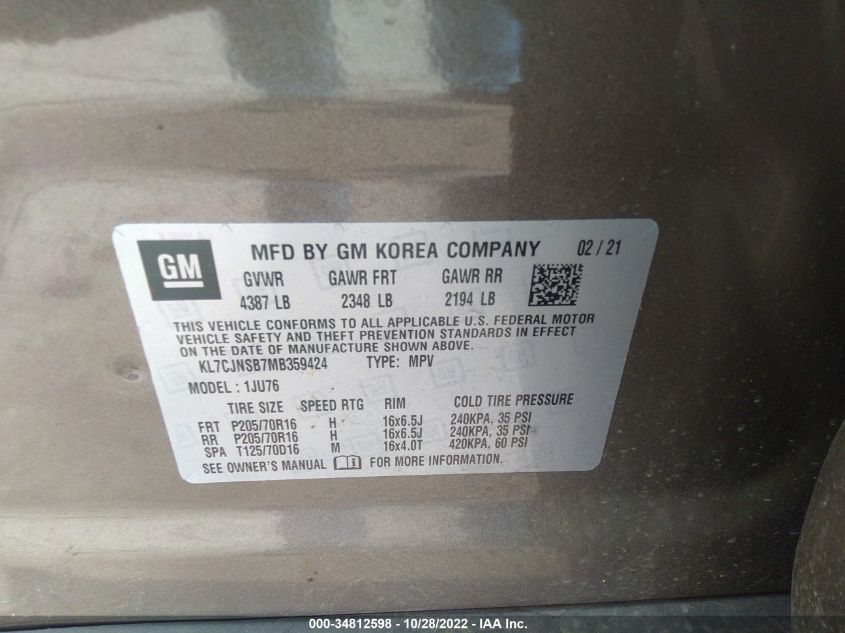 GM
MFD BY GM KOREA COMPANY 02 / 21
GVWR GAWR FRT GAWR RR
4387 LB 2348 LB 2194 LB
THIS VEHICLE CONFORMS TO ALL APPLICABLE U.S. FEDERAL MOTOR
VEHICLE SAFETY AND THEFT PREVENTION STANDARDS IN EFFECT
ON THE DATE OF MANUFACTURE SHOWN ABOVE.
KL7CJNSB7MB359424 TYPE: MPV
MODEL : 1JU76
TIRE SIZE SPEED RTG RIM COLD TIRE PRESSURE
FRT P205/70R16 H 16x6.5J 240KPA, 35 PSI
RR P205/70R16 H 16x6.5J 240KPA, 35 PSI
SPA T125/70D16 M 16x4.0T 420KPA, 60 PSI
SEE OWNER'S MANUAL FOR MORE INFORMATION.
000-34812598 - 10/28/2022 - IAA Inc.